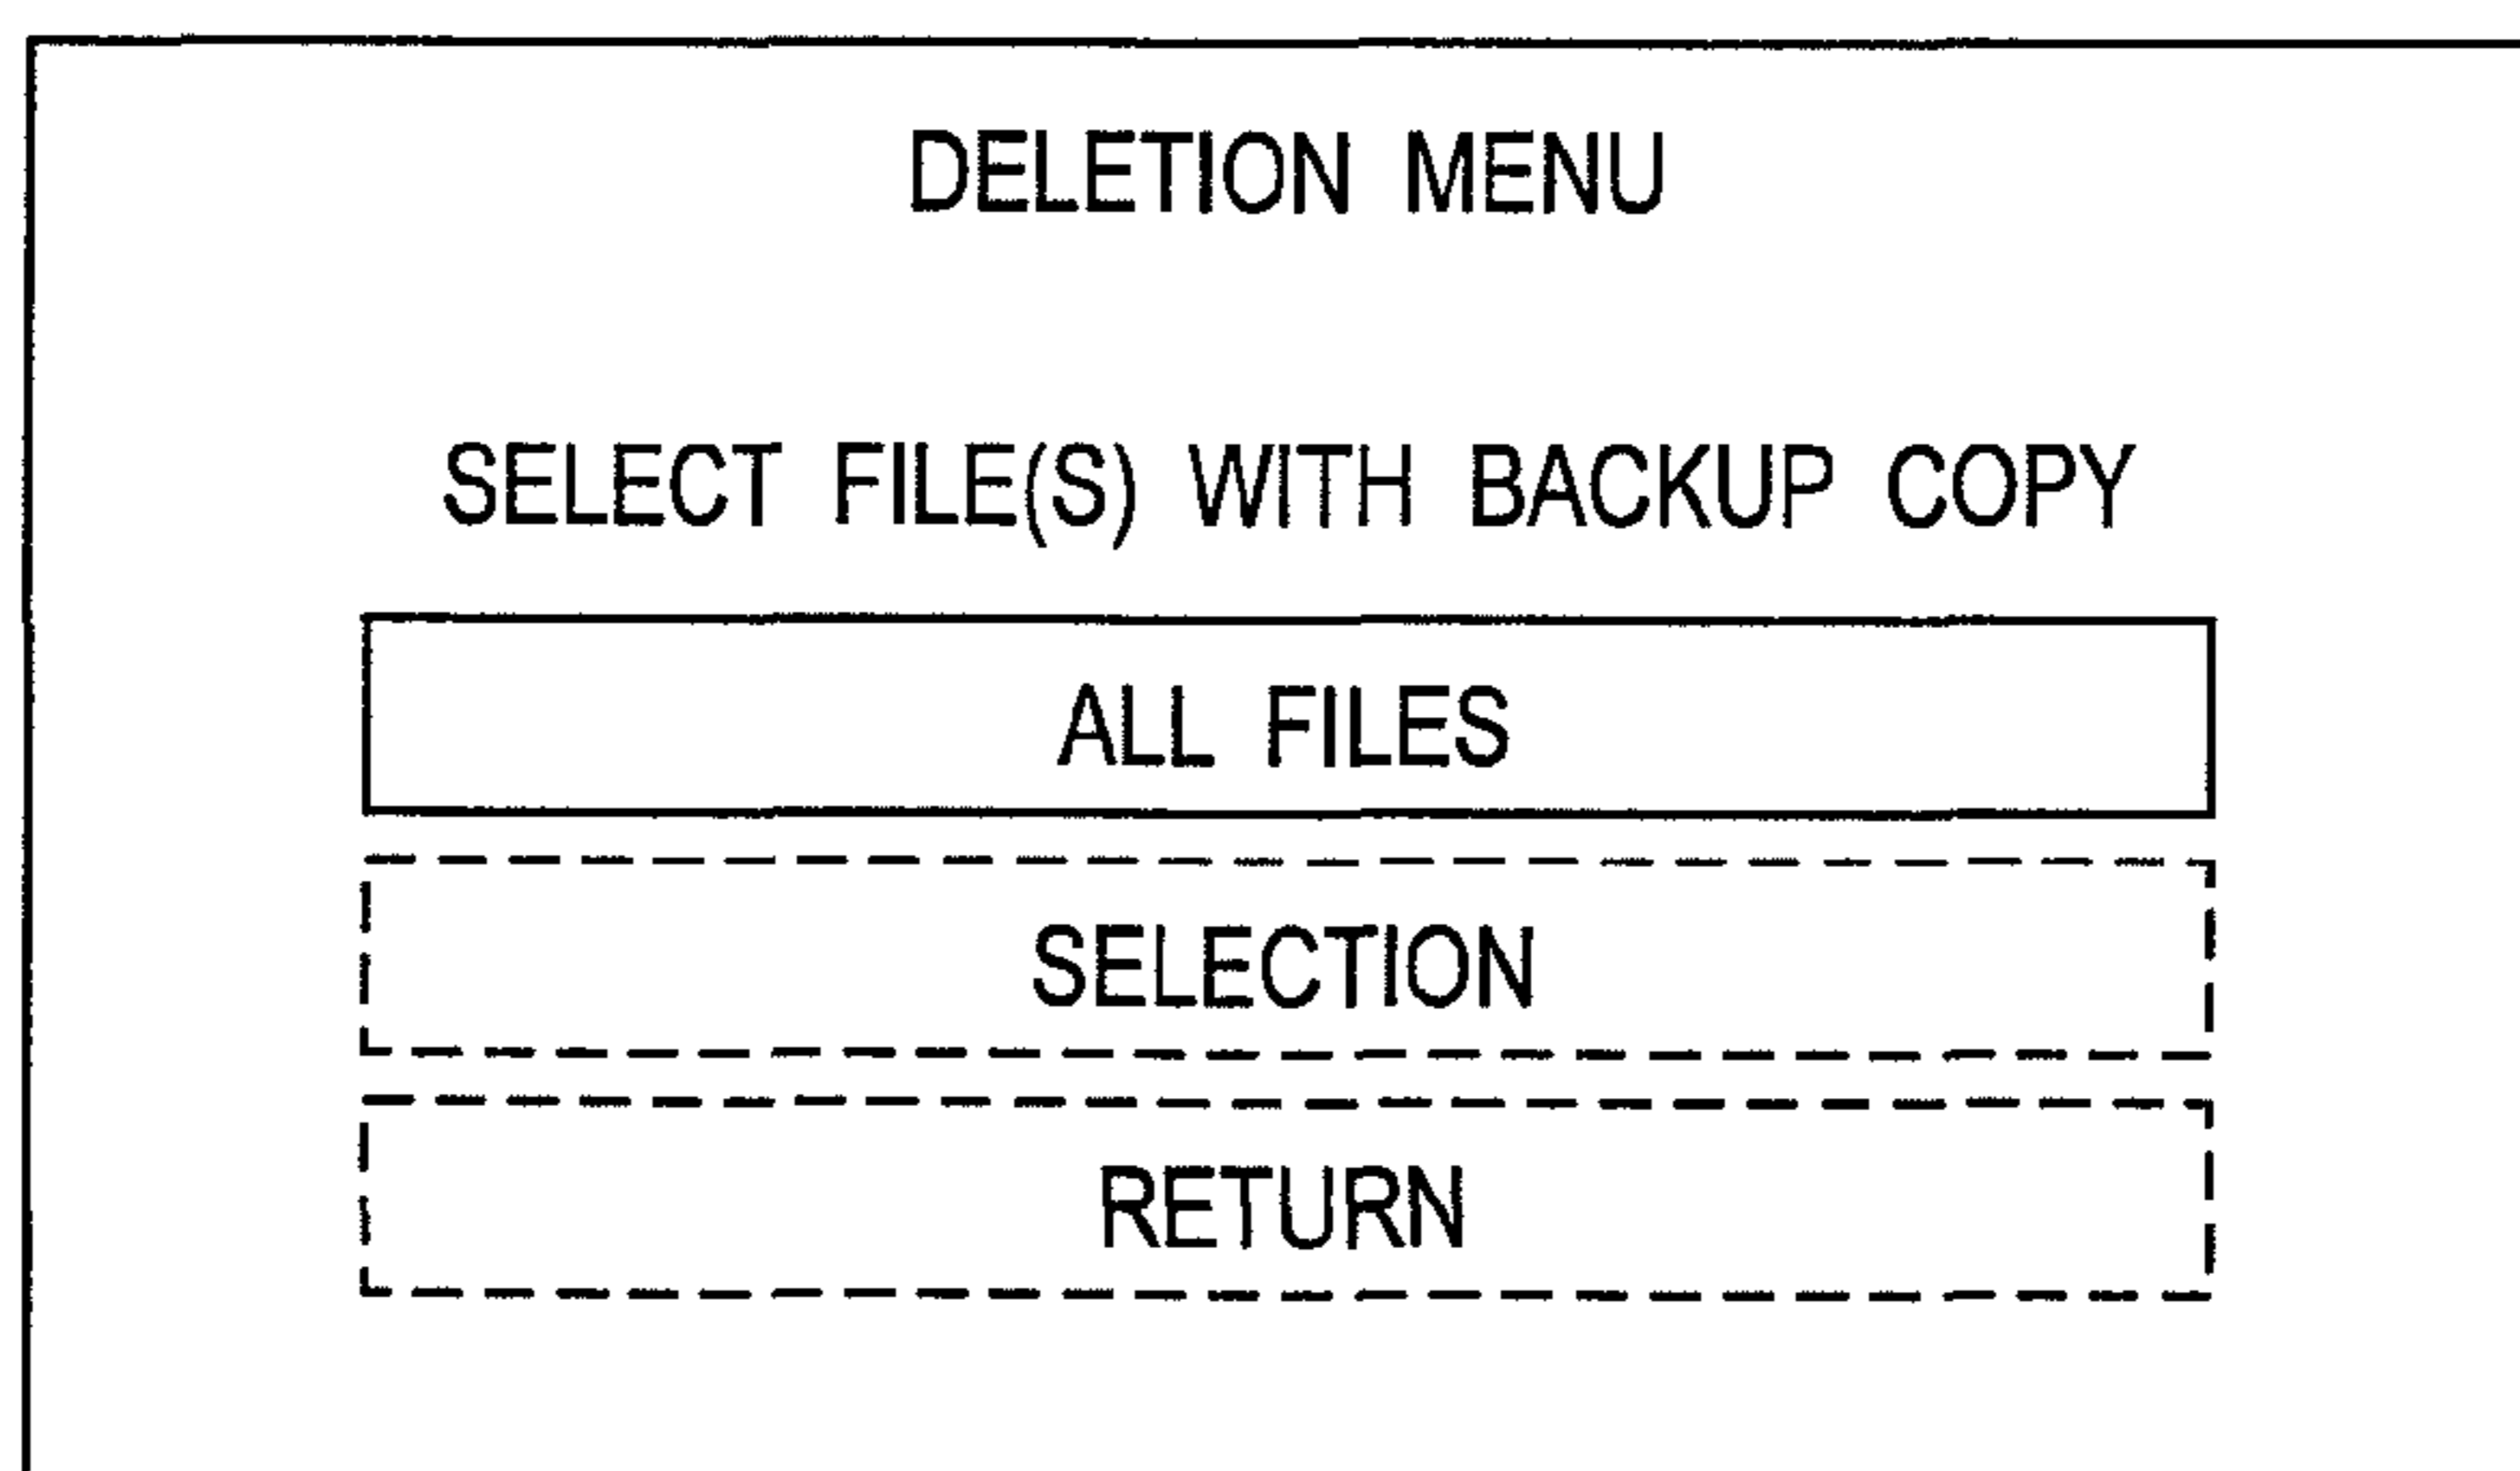 DELETION MENU
SELECT FILE(S) WITH BACKUP COPY
ALL FILES
SELECTION
RETURN